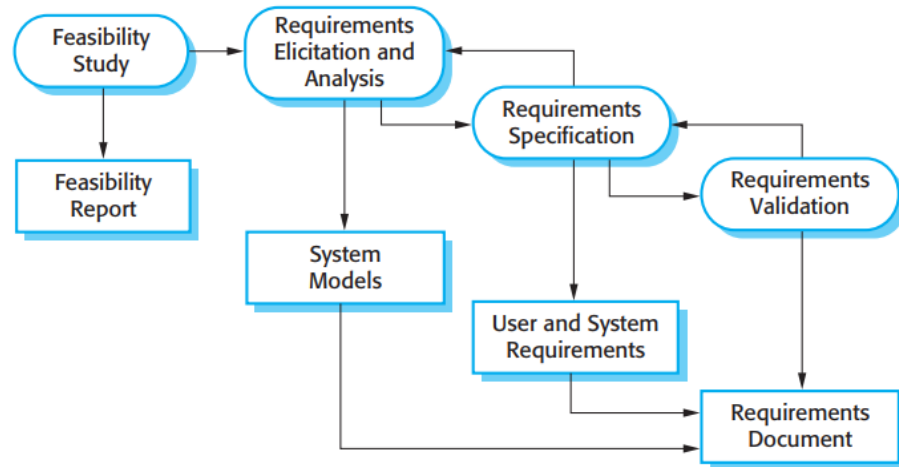 Feasibility
Study
Requirements
Elicitation and
Analysis
Requirements
Specification
Requirements
Validation
Feasibility
Report
System
Models
User and System
Requirements
Requirements
Document